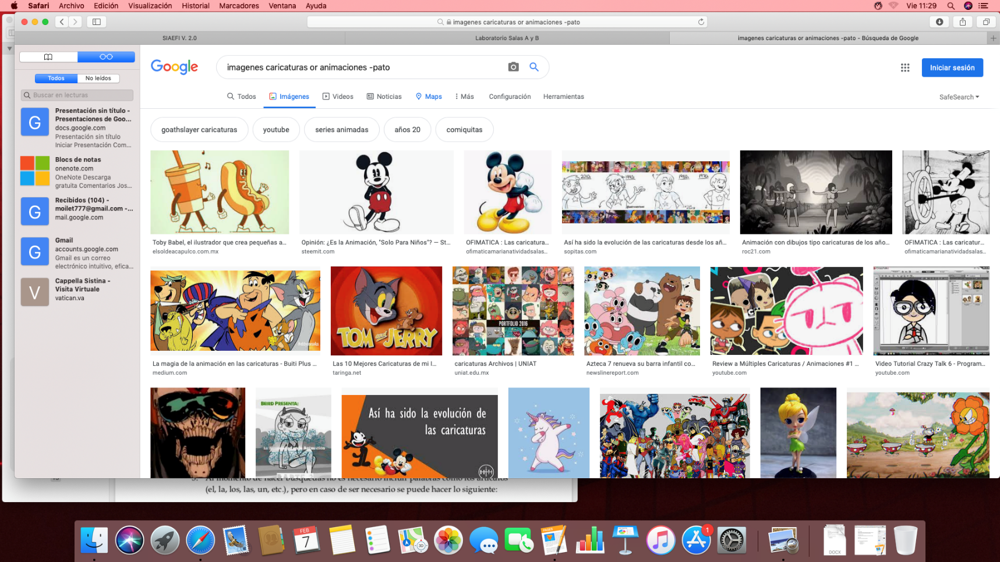 Safari Archivo Edición Visualización Historial Marcadores Ventana Ayuda
Vie 11:29
imagenes caricaturas or animaciones -pato
SIAEFI V. 2.0
Laboratorio Salas A y B
imagenes caricaturas or animaciones -pato - Búsqueda de Google
Todos No leídos
Buscar en lecturas
G
Presentación sin título -
Presentaciones de Goo...
docs.google.com
Presentación sin título
Iniciar Presentación Com...
Blocs de notas
onenote.com
OneNote Descarga
gratuita Comentarios Jos...
G
Recibidos (104) -
moilet777@gmail.com -...
mail.google.com
G
Gmail
accounts.google.com
Gmail es un correo
electrónico intuitivo, efica...
V
Cappella Sistina -
Visita Virtuale
vatican.va
Google
imagenes caricaturas or animaciones -pato
Iniciar sesión
Todos Imágenes Videos Noticias Maps Más Configuración Herramientas
SafeSearch
goathslayer caricaturas youtube series animadas años 20 comiquitas
2010s 1990s 1980s 1970s
Toby Babel, el ilustrador que crea pequeñas a...
elsoldeacapulco.com.mx
Opinión: ¿Es la Animación, "Solo Para Niños"? — St...
steemit.com
OFIMATICA : Las caricatura...
ofimaticamarianatividadsalas...
Así ha sido la evolución de las caricaturas desde los añ...
sopitas.com
Animación con dibujos tipo caricaturas de los año...
roc21.com
OFIMATICA : Las caricatur...
ofimaticamarianatividadsalas...
TOM and JERRY
PORTFOLIO 2016
La magia de la animación en las caricaturas - Buiti Plus ...
medium.com
Las 10 Mejores Caricaturas de mi I...
taringa.net
caricaturas Archivos | UNIAT
uniat.edu.mx
Azteca 7 renueva su barra infantil co...
newslinereport.com
Review a Múltiples Caricaturas / Animaciones #1 ...
youtube.com
Video Tutorial Crazy Talk 6 - Program...
youtube.com
BEIRD PRESENTA:
Así ha sido la evolución de
las caricaturas
(el, la, los, las, un, etc.), pero en caso de ser necesario se puede hacer lo siguiente:
FEB
7
3D
PAGES
1
DOCX